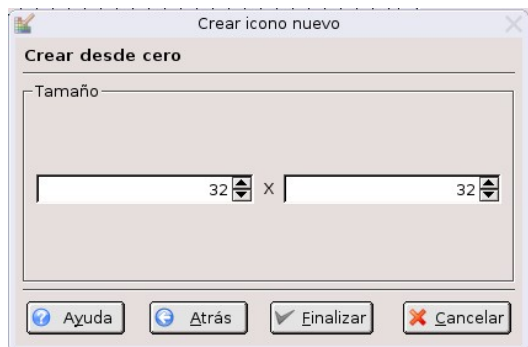 Crear icono nuevo
Crear desde cero
Tamaño
32 X 32
Ayuda Atrás Finalizar Cancelar